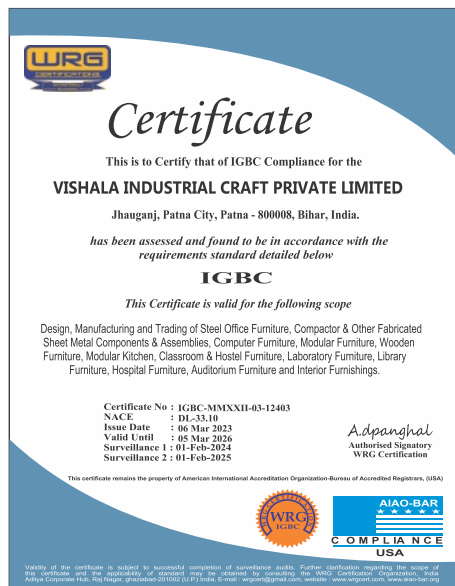 WRG
CERTIFICATIONS
Certificate
This is to Certify that of IGBC Compliance for the
VISHALA INDUSTRIAL CRAFT PRIVATE LIMITED
Jhauganj, Patna City, Patna - 800008, Bihar, India.
has been assessed and found to be in accordance with the
requirements standard detailed below
IGBC
This Certificate is valid for the following scope
Design, Manufacturing and Trading of Steel Office Furniture, Compactor & Other Fabricated
Sheet Metal Components & Assemblies, Computer Furniture, Modular Furniture, Wooden
Furniture, Modular Kitchen, Classroom & Hostel Furniture, Laboratory Furniture, Library
Furniture, Hospital Furniture, Auditorium Furniture and Interior Furnishings.
Certificate No : IGBC-MMXXII-03-12403
NACE : DL-33.10
Issue Date : 06 Mar 2023
Valid Until : 05 Mar 2026
Surveillance 1 : 01-Feb-2024
Surveillance 2 : 01-Feb-2025
A.dpanghal
Authorised Signatory
WRG Certification
This certificate remains the property of American International Accreditation Organization-Bureau of Accredited Registrars, (USA)
WRG
IGBC
AIAO-BAR
COMPLIANCE
USA
Validity of the certificate is subject to successful completion of surveillance audits, Further clarification regarding the scope of
this certificate and the applicability of standard may be obtained by consulting the WRG Certification Organization, India
Aditya Corporate Hub, Raj Nagar, ghaziabad-201002 (U.P.) India, E-mail : wrgcert@gmail.com, website : www.wrgcert.com, www.aiao-bar.org